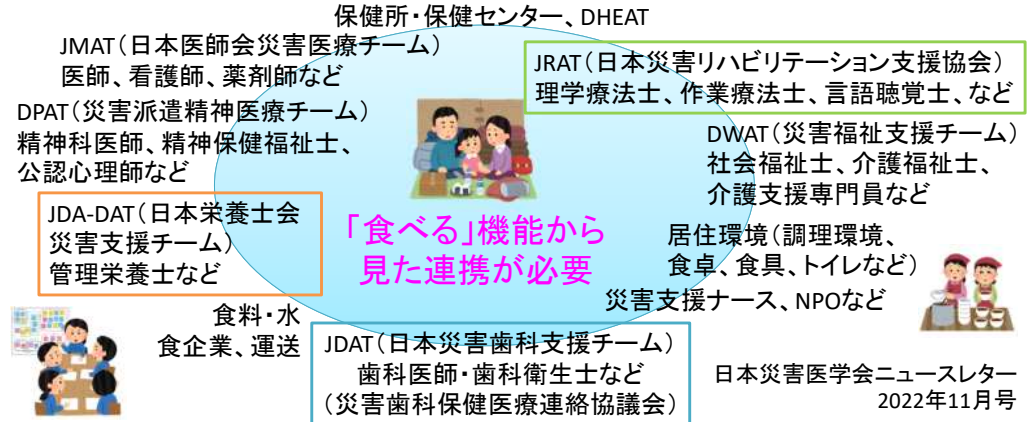 保健所・保健センター、DHEAT
JMAT（日本医師会災害医療チーム）
医師、看護師、薬剤師など
DPAT（災害派遣精神医療チーム）
精神科医師、精神保健福祉士、
公認心理師など
JDA-DAT（日本栄養士会
災害支援チーム）
管理栄養士など
食料・水
食企業、運送
「食べる」機能から
見た連携が必要
JRAT（日本災害リハビリテーション支援協会）
理学療法士、作業療法士、言語聴覚士、など
DWAT（災害福祉支援チーム）
社会福祉士、介護福祉士、
介護支援専門員など
居住環境（調理環境、
食卓、食具、トイレなど）
災害支援ナース、NPOなど
JDAT（日本災害歯科支援チーム）
歯科医師・歯科衛生士など
（災害歯科保健医療連絡協議会）
日本災害医学会ニュースレター
2022年11月号